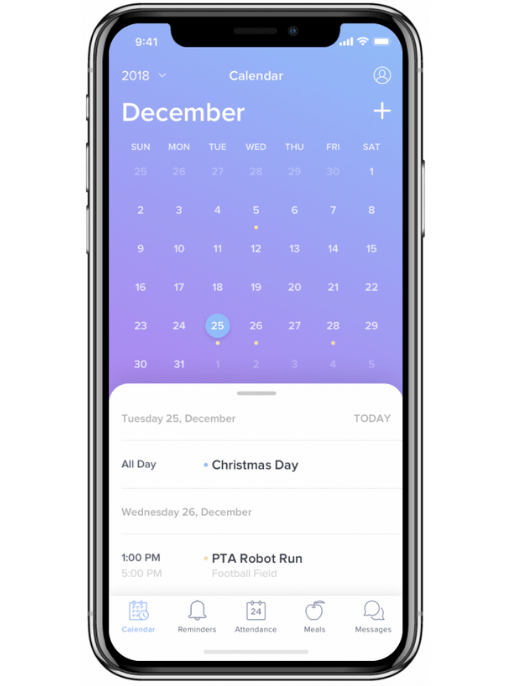 9:41
2018 Calendar
December
SUN MON TUE WED THU FRI SAT
25 26 27 28 29 30 1
2 3 4 5 6 7 8
9 10 11 12 13 14 15
16 17 18 19 20 21 22
23 24 25 26 27 28 29
30 31 1 2 3 4 5
Tuesday 25, December TODAY
All Day Christmas Day
Wednesday 26, December
1:00 PM PTA Robot Run
5:00 PM Football Field
24
Calendar Reminders Attendance Meals Messages